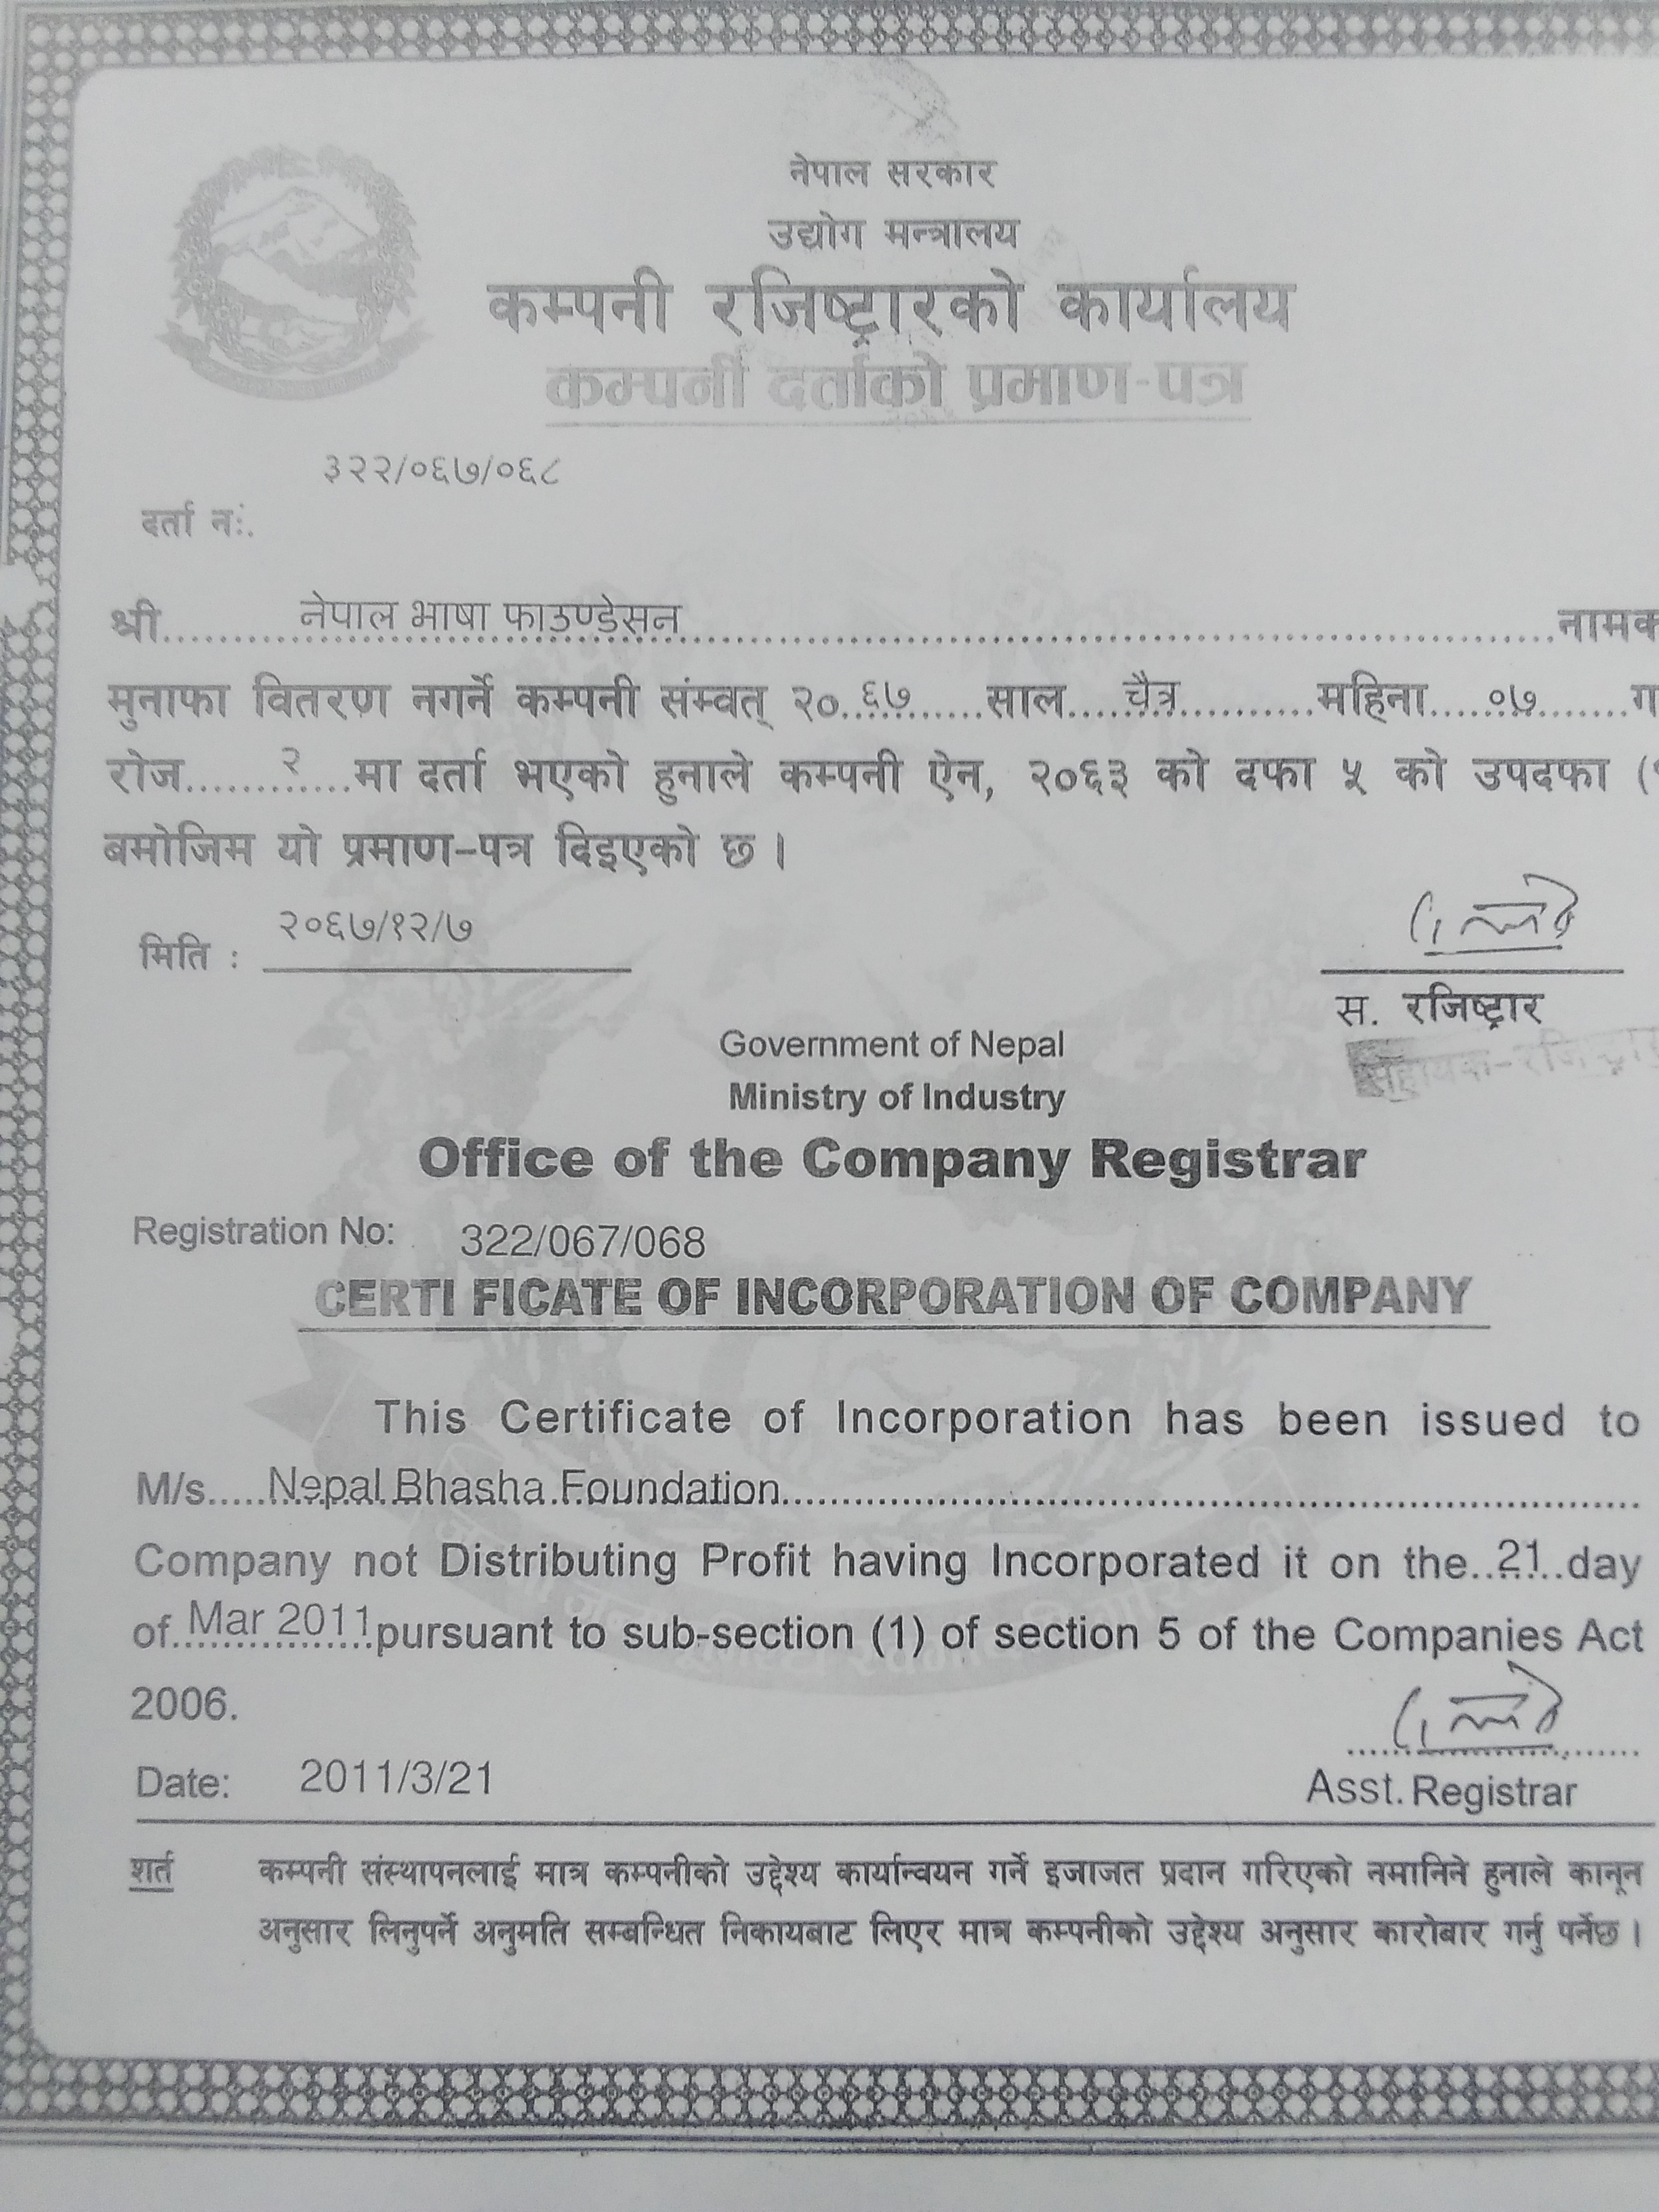 नेपाल सरकार
उद्योग मन्त्रालय
कम्पनी रजिष्ट्रारको कार्यालय
कम्पनी दर्ताको प्रमाण-पत्र
३२२/०६७/०६८
दर्ता नः.
श्री......नेपाल भाषा फाउण्डेसन......नामक
मुनाफा वितरण नगर्ने कम्पनी संम्वत् २०..६७......साल....चैत्र......महिना....०७......ग
रोज......२...मा दर्ता भएको हुनाले कम्पनी ऐन, २०६३ को दफा ५ को उपदफा (
बमोजिम यो प्रमाण-पत्र दिइएको छ ।
मिति : २०६७/१२/७
स. रजिष्ट्रार
सहायक-रजिष्ट्रार
Government of Nepal
Ministry of Industry
Office of the Company Registrar
Registration No: 322/067/068
CERTI FICATE OF INCORPORATION OF COMPANY
This Certificate of Incorporation has been issued to
M/s.....Nepal Bhasha Foundation......
Company not Distributing Profit having Incorporated it on the..21..day
of..Mar 2011.pursuant to sub-section (1) of section 5 of the Companies Act
2006.
Date: 2011/3/21
Asst. Registrar
शर्त कम्पनी संस्थापनलाई मात्र कम्पनीको उद्देश्य कार्यान्वयन गर्ने इजाजत प्रदान गरिएको नमानिने हुनाले कानून
अनुसार लिनुपर्ने अनुमति सम्बन्धित निकायबाट लिएर मात्र कम्पनीको उद्देश्य अनुसार कारोबार गर्नु पर्नेछ ।